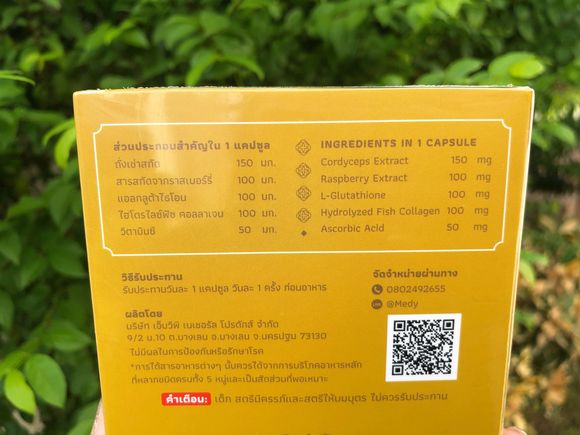 ส่วนประกอบสำคัญใน 1 แคปซูล
ถั่งเช่าสกัด 150 มก.
สารสกัดจากราสเบอร์รี่ 100 มก.
แอลกลูต้าไธโอน 100 มก.
ไฮโดรไลซ์ฟิช คอลลาเจน 100 มก.
วิตามินซี 50 มก.
INGREDIENTS IN 1 CAPSULE
Cordyceps Extract 150 mg
Raspberry Extract 100 mg
L-Glutathione 100 mg
Hydrolyzed Fish Collagen 100 mg
Ascorbic Acid 50 mg
วิธีรับประทาน
รับประทานวันละ 1 แคปซูล วันละ 1 ครั้ง ก่อนอาหาร
ผลิตโดย
บริษัท เอ็นวีพี เนเชอรัล โปรดักส์ จำกัด
9/2 ม.10 ต.บางเลน อ.บางเลน จ.นครปฐม 73130
ไม่มีผลในการป้องกันหรือรักษาโรค
*การได้สารอาหารต่างๆ นั้นควรได้จากการบริโภคอาหารหลัก
ที่หลากชนิดครบทั้ง 5 หมู่และเป็นสัดส่วนที่พอเหมาะ
คำเตือน: เด็ก สตรีมีครรภ์และสตรีให้นมบุตร ไม่ควรรับประทาน
จัดจำหน่ายผ่านทาง
0802492655
@Medy